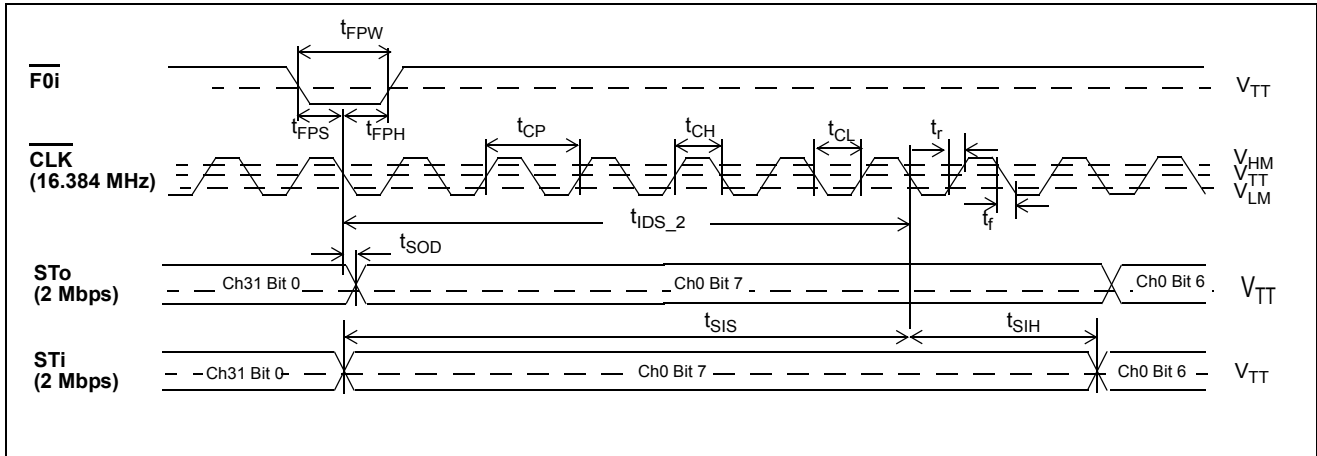 tFPW
F0i
VTT
tFPS
tFPH
tCP
tCH
tCL
tr
CLK
(16.384 MHz)
VHM
VTT
VLM
tIDS_2
tf
tSOD
STo
(2 Mbps)
Ch31 Bit 0
Ch0 Bit 7
Ch0 Bit 6
VTT
tSIS
tSIH
STi
(2 Mbps)
Ch31 Bit 0
Ch0 Bit 7
Ch0 Bit 6
VTT